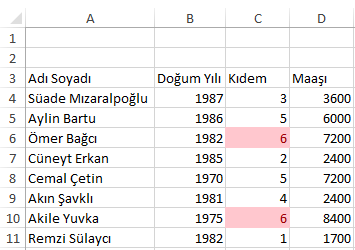 A B C D
1
2
3 Adı Soyadı Doğum Yılı Kıdem Maaşı
4 Süade Mızaralpoğlu 1987 3 3600
5 Aylin Bartu 1986 5 6000
6 Ömer Bağcı 1982 6 7200
7 Cüneyt Erkan 1985 2 2400
8 Cemal Çetin 1970 5 7200
9 Akın Şavklı 1981 4 2400
10 Akile Yuvka 1975 6 8400
11 Remzi Sülaycı 1982 1 1700